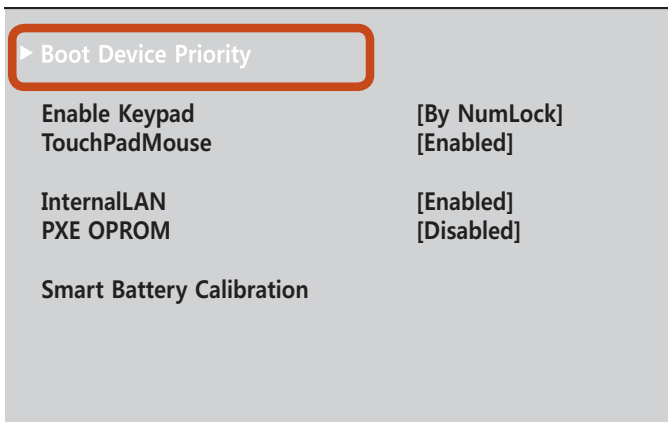 ▶ Boot Device Priority
Enable Keypad [By NumLock]
TouchPadMouse [Enabled]
InternalLAN [Enabled]
PXE OPROM [Disabled]
Smart Battery Calibration